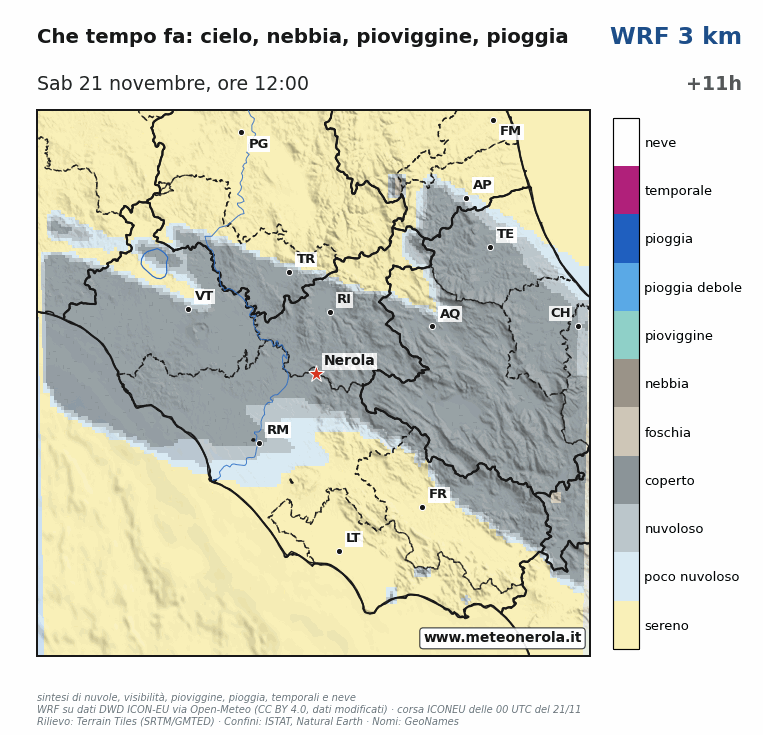 Che tempo fa: cielo, nebbia, pioviggine, pioggia
WRF 3 km
Sab 21 novembre, ore 12:00
+11h
FM
PG
AP
TE
TR
VT
RI
AQ
CH
Nerola
RM
FR
LT
www.meteonerola.it
neve
temporale
pioggia
pioggia debole
pioviggine
nebbia
foschia
coperto
nuvoloso
poco nuvoloso
sereno
sintesi di nuvole, visibilità, pioviggine, pioggia, temporali e neve
WRF su dati DWD ICON-EU via Open-Meteo (CC BY 4.0, dati modificati) · corsa ICONEU delle 00 UTC del 21/11
Rilievo: Terrain Tiles (SRTM/GMTED) · Confini: ISTAT, Natural Earth · Nomi: GeoNames